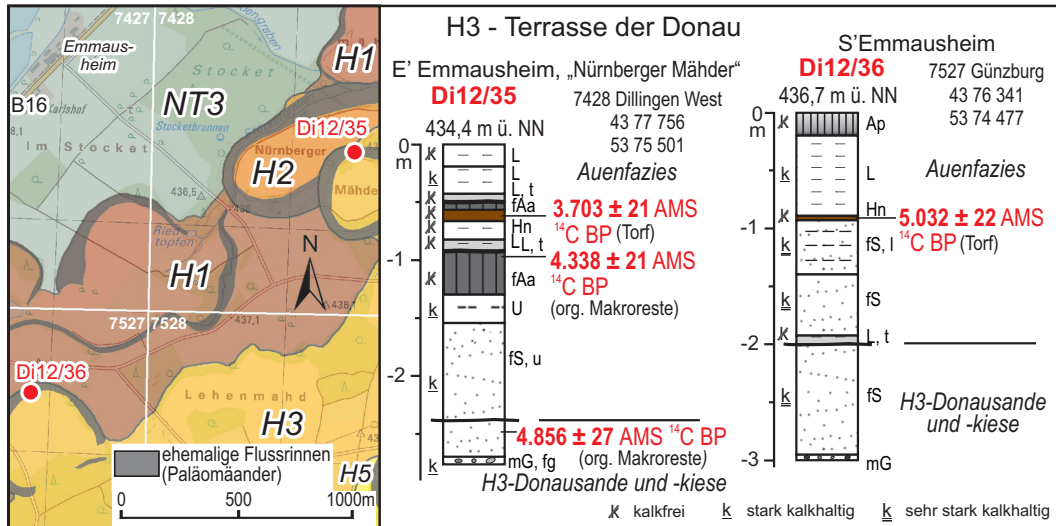 7427 7428
Emmaus-
heim
graben
H1
Stocket
NT3
B16
Karlshof
Stocketbrunnen
Di12/35
Im Stocket
Nürnberger
H2
Mähder
436,5
436
Ried
topfon
N
H1
438,1
7527 7528
437,1
Di12/36
Lehenmahd
H3
ehemalige Flussrinnen
(Paläomäander)
H5
0 500 1000m
H3 - Terrasse der Donau
E' Emmausheim, „Nürnberger Mähder"
Di12/35
7428 Dillingen West
43 77 756
53 75 501
434,4 m ü. NN
0
m
-1
-2
k
k
k
k
k
k
k
k
k
k
L
L
L, t
fAa
Hn
L
L, t
fAa
U
fS, u
mG, fg
Auenfazies
3.703 ± 21 AMS
14C BP (Torf)
4.338 ± 21 AMS
14C BP
(org. Makroreste)
4.856 ± 27 AMS 14C BP
(org. Makroreste)
H3-Donausande und -kiese
S'Emmausheim
Di12/36
7527 Günzburg
43 76 341
53 74 477
436,7 m ü. NN
0
m
-1
-2
-3
k
k
k
k
k
k
k
Ap
L
Hn
fS, l
fS
L, t
fS
mG
Auenfazies
5.032 ± 22 AMS
14C BP (Torf)
H3-Donausande
und -kiese
k kalkfrei k stark kalkhaltig k sehr stark kalkhaltig